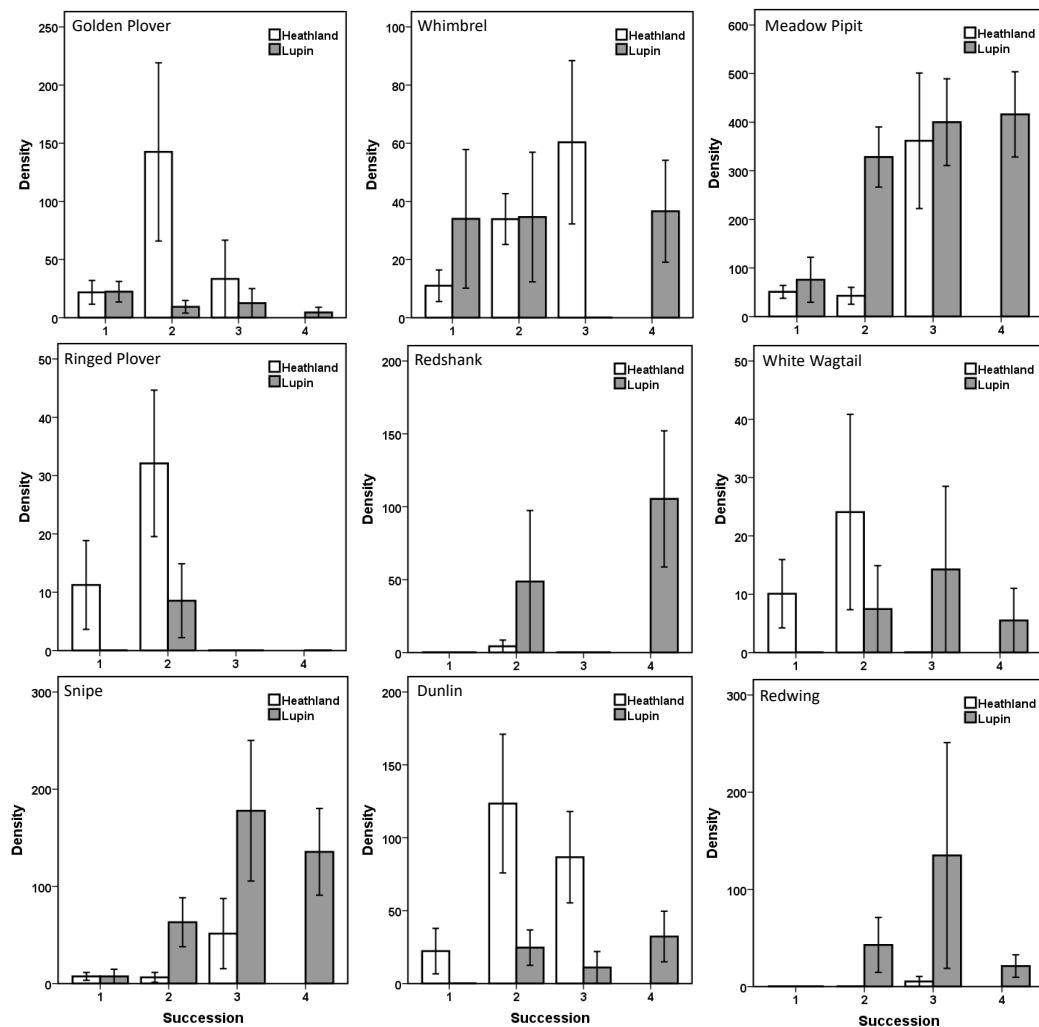 Golden Plover
Heathland
Lupin
250
200
150
100
50
0
Density
1 2 3 4
Whimbrel
Heathland
Lupin
100
80
60
40
20
0
Density
1 2 3 4
Meadow Pipit
Heathland
Lupin
600
500
400
300
200
100
0
Density
1 2 3 4
Ringed Plover
Heathland
Lupin
50
40
30
20
10
0
Density
1 2 3 4
Redshank
Heathland
Lupin
200
150
100
50
0
Density
1 2 3 4
White Wagtail
Heathland
Lupin
50
40
30
20
10
0
Density
1 2 3 4
Snipe
Heathland
Lupin
300
200
100
0
Density
1 2 3 4
Succession
Dunlin
Heathland
Lupin
200
150
100
50
0
Density
1 2 3 4
Succession
Redwing
Heathland
Lupin
300
200
100
0
Density
1 2 3 4
Succession